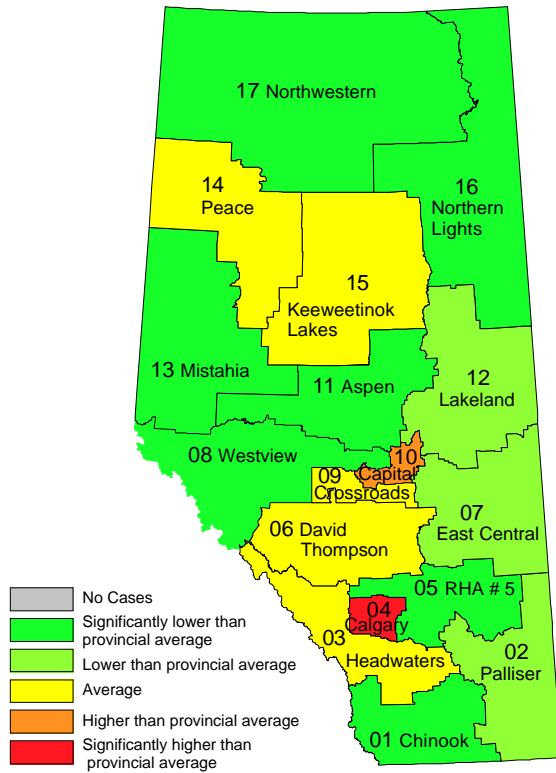 17 Northwestern
14
Peace
16
Northern
Lights
15
Keeweetinok
Lakes
13 Mistahia
11 Aspen
12
Lakeland
08 Westview
10
Capital
09
Crossroads
07
East Central
06 David
Thompson
05 RHA # 5
04
Calgary
03
Headwaters
02
Palliser
01 Chinook
No Cases
Significantly lower than
provincial average
Lower than provincial average
Average
Higher than provincial average
Significantly higher than
provincial average